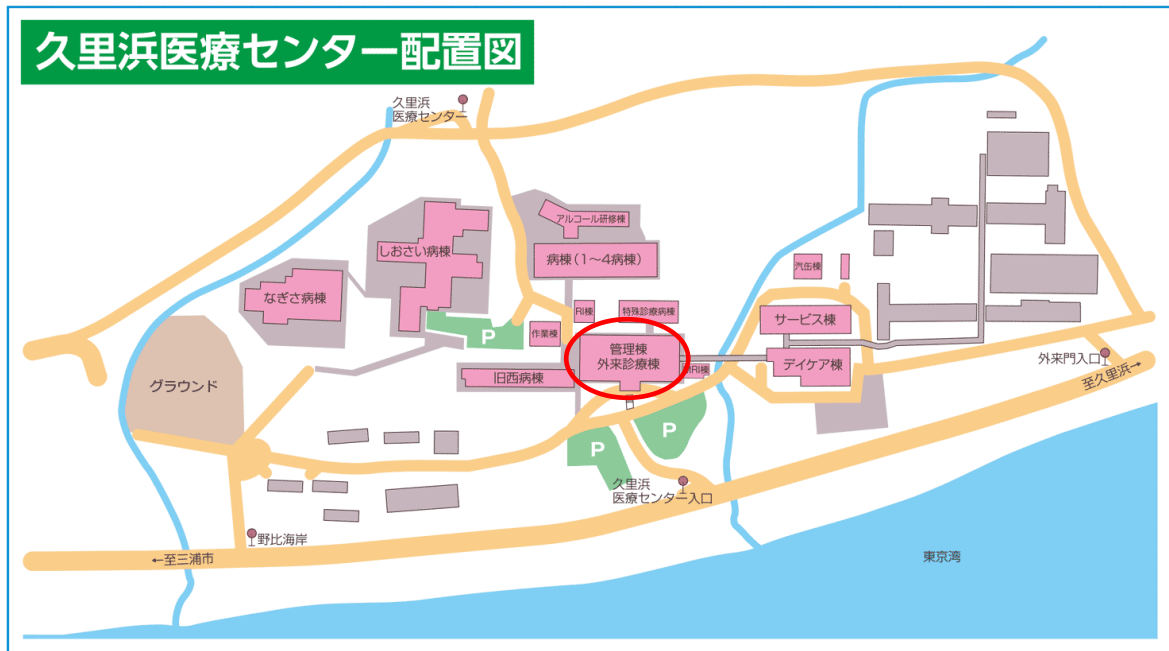 久里浜医療センター配置図
久里浜
医療センター
アルコール研修棟
しおさい病棟
病棟(1〜4病棟)
汽缶棟
なぎさ病棟
RI棟
特殊診療病棟
サービス棟
P
作業棟
管理棟
外来診療棟
デイケア棟
外来門入口
MRI棟
旧西病棟
至久里浜→
グラウンド
P
P
久里浜
医療センター入口
野比海岸
←至三浦市
東京湾